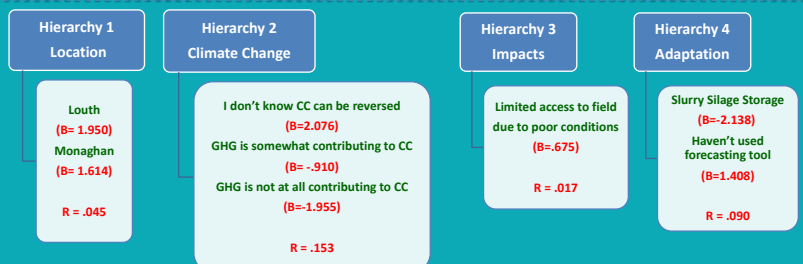 Hierarchy 1
Location
Louth
(B= 1.950)
Monaghan
(B= 1.614)
R = .045
Hierarchy 2
Climate Change
I don't know CC can be reversed
(B=2.076)
GHG is somewhat contributing to CC
(B= -.910)
GHG is not at all contributing to CC
(B=-1.955)
R = .153
Hierarchy 3
Impacts
Limited access to field
due to poor conditions
(B=.675)
R = .017
Hierarchy 4
Adaptation
Slurry Silage Storage
(B=-2.138)
Haven't used
forecasting tool
(B=1.408)
R = .090